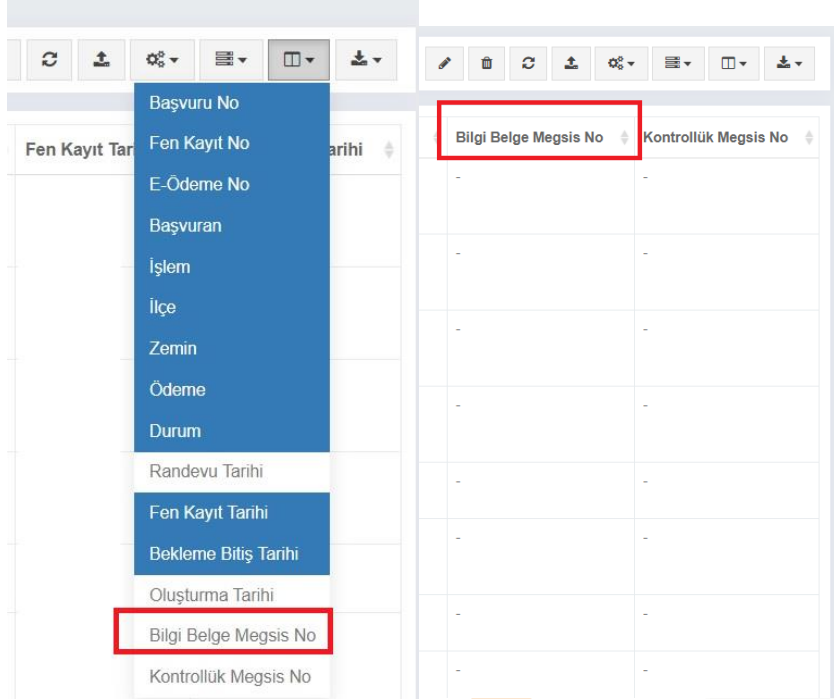 Başvuru No
Fen Kayıt Tar
Fen Kayıt No
arihi
E-Ödeme No
Başvuran
İşlem
İlçe
Zemin
Ödeme
Durum
Randevu Tarihi
Fen Kayıt Tarihi
Bekleme Bitiş Tarihi
Oluşturma Tarihi
Bilgi Belge Megsis No
Kontrollük Megsis No
Bilgi Belge Megsis No
Kontrollük Megsis No
- -
- -
- -
- -
- -
- -
- -
- -